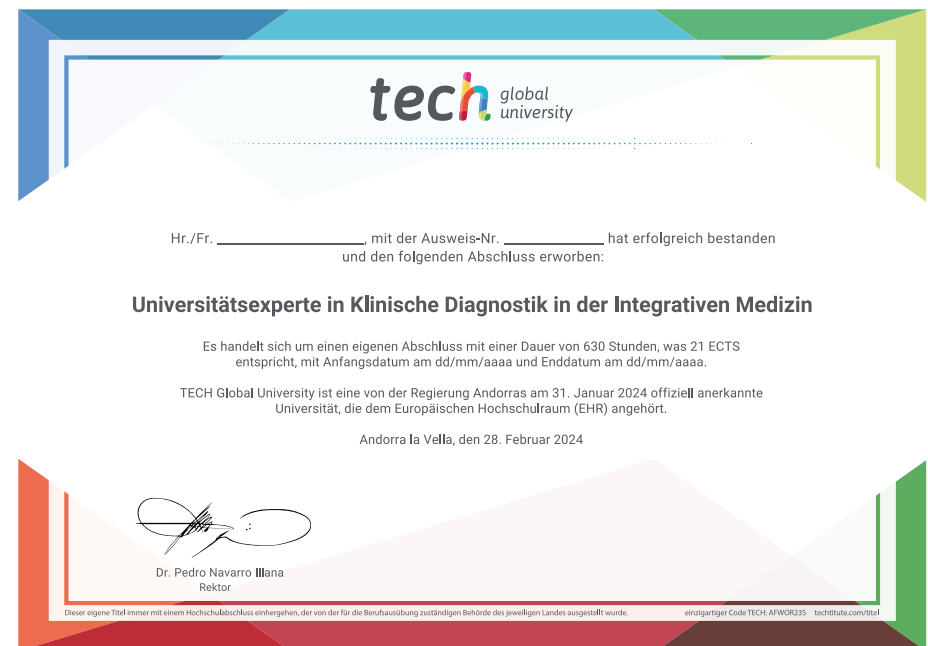 tech global university
Hr./Fr. ____________________, mit der Ausweis-Nr. ______________ hat erfolgreich bestanden
und den folgenden Abschluss erworben:
Universitätsexperte in Klinische Diagnostik in der Integrativen Medizin
Es handelt sich um einen eigenen Abschluss mit einer Dauer von 630 Stunden, was 21 ECTS
entspricht, mit Anfangsdatum am dd/mm/aaaa und Enddatum am dd/mm/aaaa.
TECH Global University ist eine von der Regierung Andorras am 31. Januar 2024 offiziell anerkannte
Universität, die dem Europäischen Hochschulraum (EHR) angehört.
Andorra la Vella, den 28. Februar 2024
Dr. Pedro Navarro Illana
Rektor
Dieser eigene Titel immer mit einem Hochschulabschluss einhergehen, der von der für die Berufsausübung zuständigen Behörde des jeweiligen Landes ausgestellt wurde. einzigartiger Code TECH: AFWOR235 techtitute.com/titel